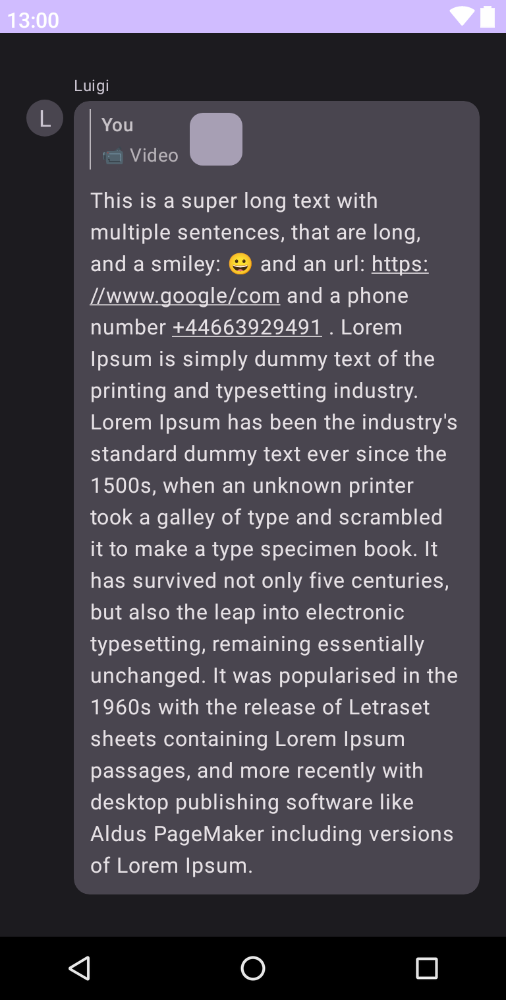 13:00
Luigi
L
You
📹 Video
This is a super long text with
multiple sentences, that are long,
and a smiley: 😀 and an url: https:
//www.google/com and a phone
number +44663929491 . Lorem
Ipsum is simply dummy text of the
printing and typesetting industry.
Lorem Ipsum has been the industry's
standard dummy text ever since the
1500s, when an unknown printer
took a galley of type and scrambled
it to make a type specimen book. It
has survived not only five centuries,
but also the leap into electronic
typesetting, remaining essentially
unchanged. It was popularised in the
1960s with the release of Letraset
sheets containing Lorem Ipsum
passages, and more recently with
desktop publishing software like
Aldus PageMaker including versions
of Lorem Ipsum.